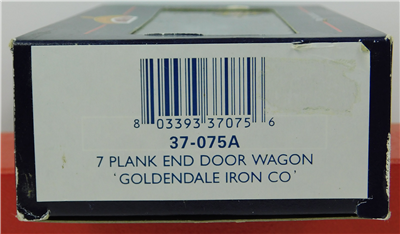 8 03393 37075 6
37-075A
7 PLANK END DOOR WAGON
‘GOLDENDALE IRON CO’